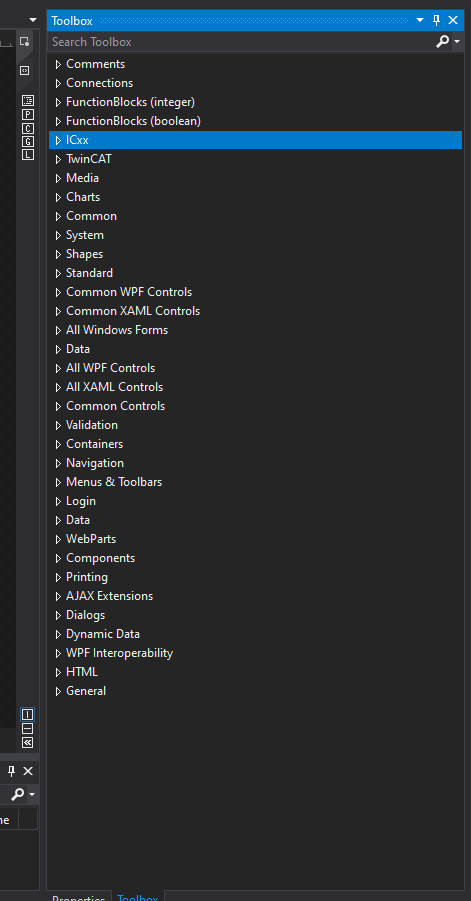 Toolbox
Search Toolbox
Comments
Connections
FunctionBlocks (integer)
FunctionBlocks (boolean)
ICxx
TwinCAT
Media
Charts
Common
System
Shapes
Standard
Common WPF Controls
Common XAML Controls
All Windows Forms
Data
All WPF Controls
All XAML Controls
Common Controls
Validation
Containers
Navigation
Menus & Toolbars
Login
Data
WebParts
Components
Printing
AJAX Extensions
Dialogs
Dynamic Data
WPF Interoperability
HTML
General
P
C
G
L
ne
Properties
Toolbox